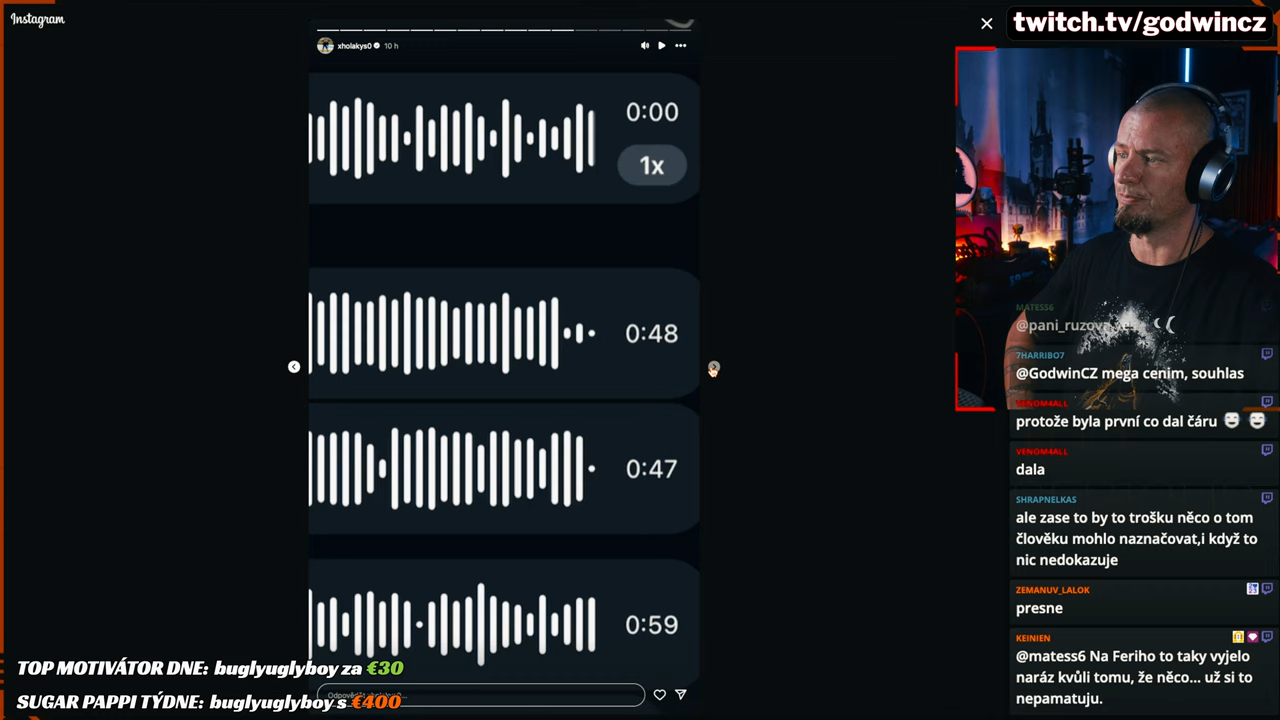 Instagram
twitch.tv/godwincz
xholakys0 10 h
0:00
1x
0:48
0:47
0:59
MATESS6
@pani_ruzova
7HARRIBO7
@GodwinCZ mega cenim, souhlas
VENOM4ALL
protože byla první co dal čáru
VENOM4ALL
dala
SHRAPNELKAS
ale zase to by to trošku něco o tom
člověku mohlo naznačovat,i když to
nic nedokazuje
ZEMANUV_LALOK
presne
KEINIEN
@matess6 Na Feriho to taky vyjelo
naráz kvůli tomu, že něco... už si to
nepamatuju.
TOP MOTIVÁTOR DNE: buglyuglyboy za €30
SUGAR PAPPI TÝDNE: buglyuglyboy s €400